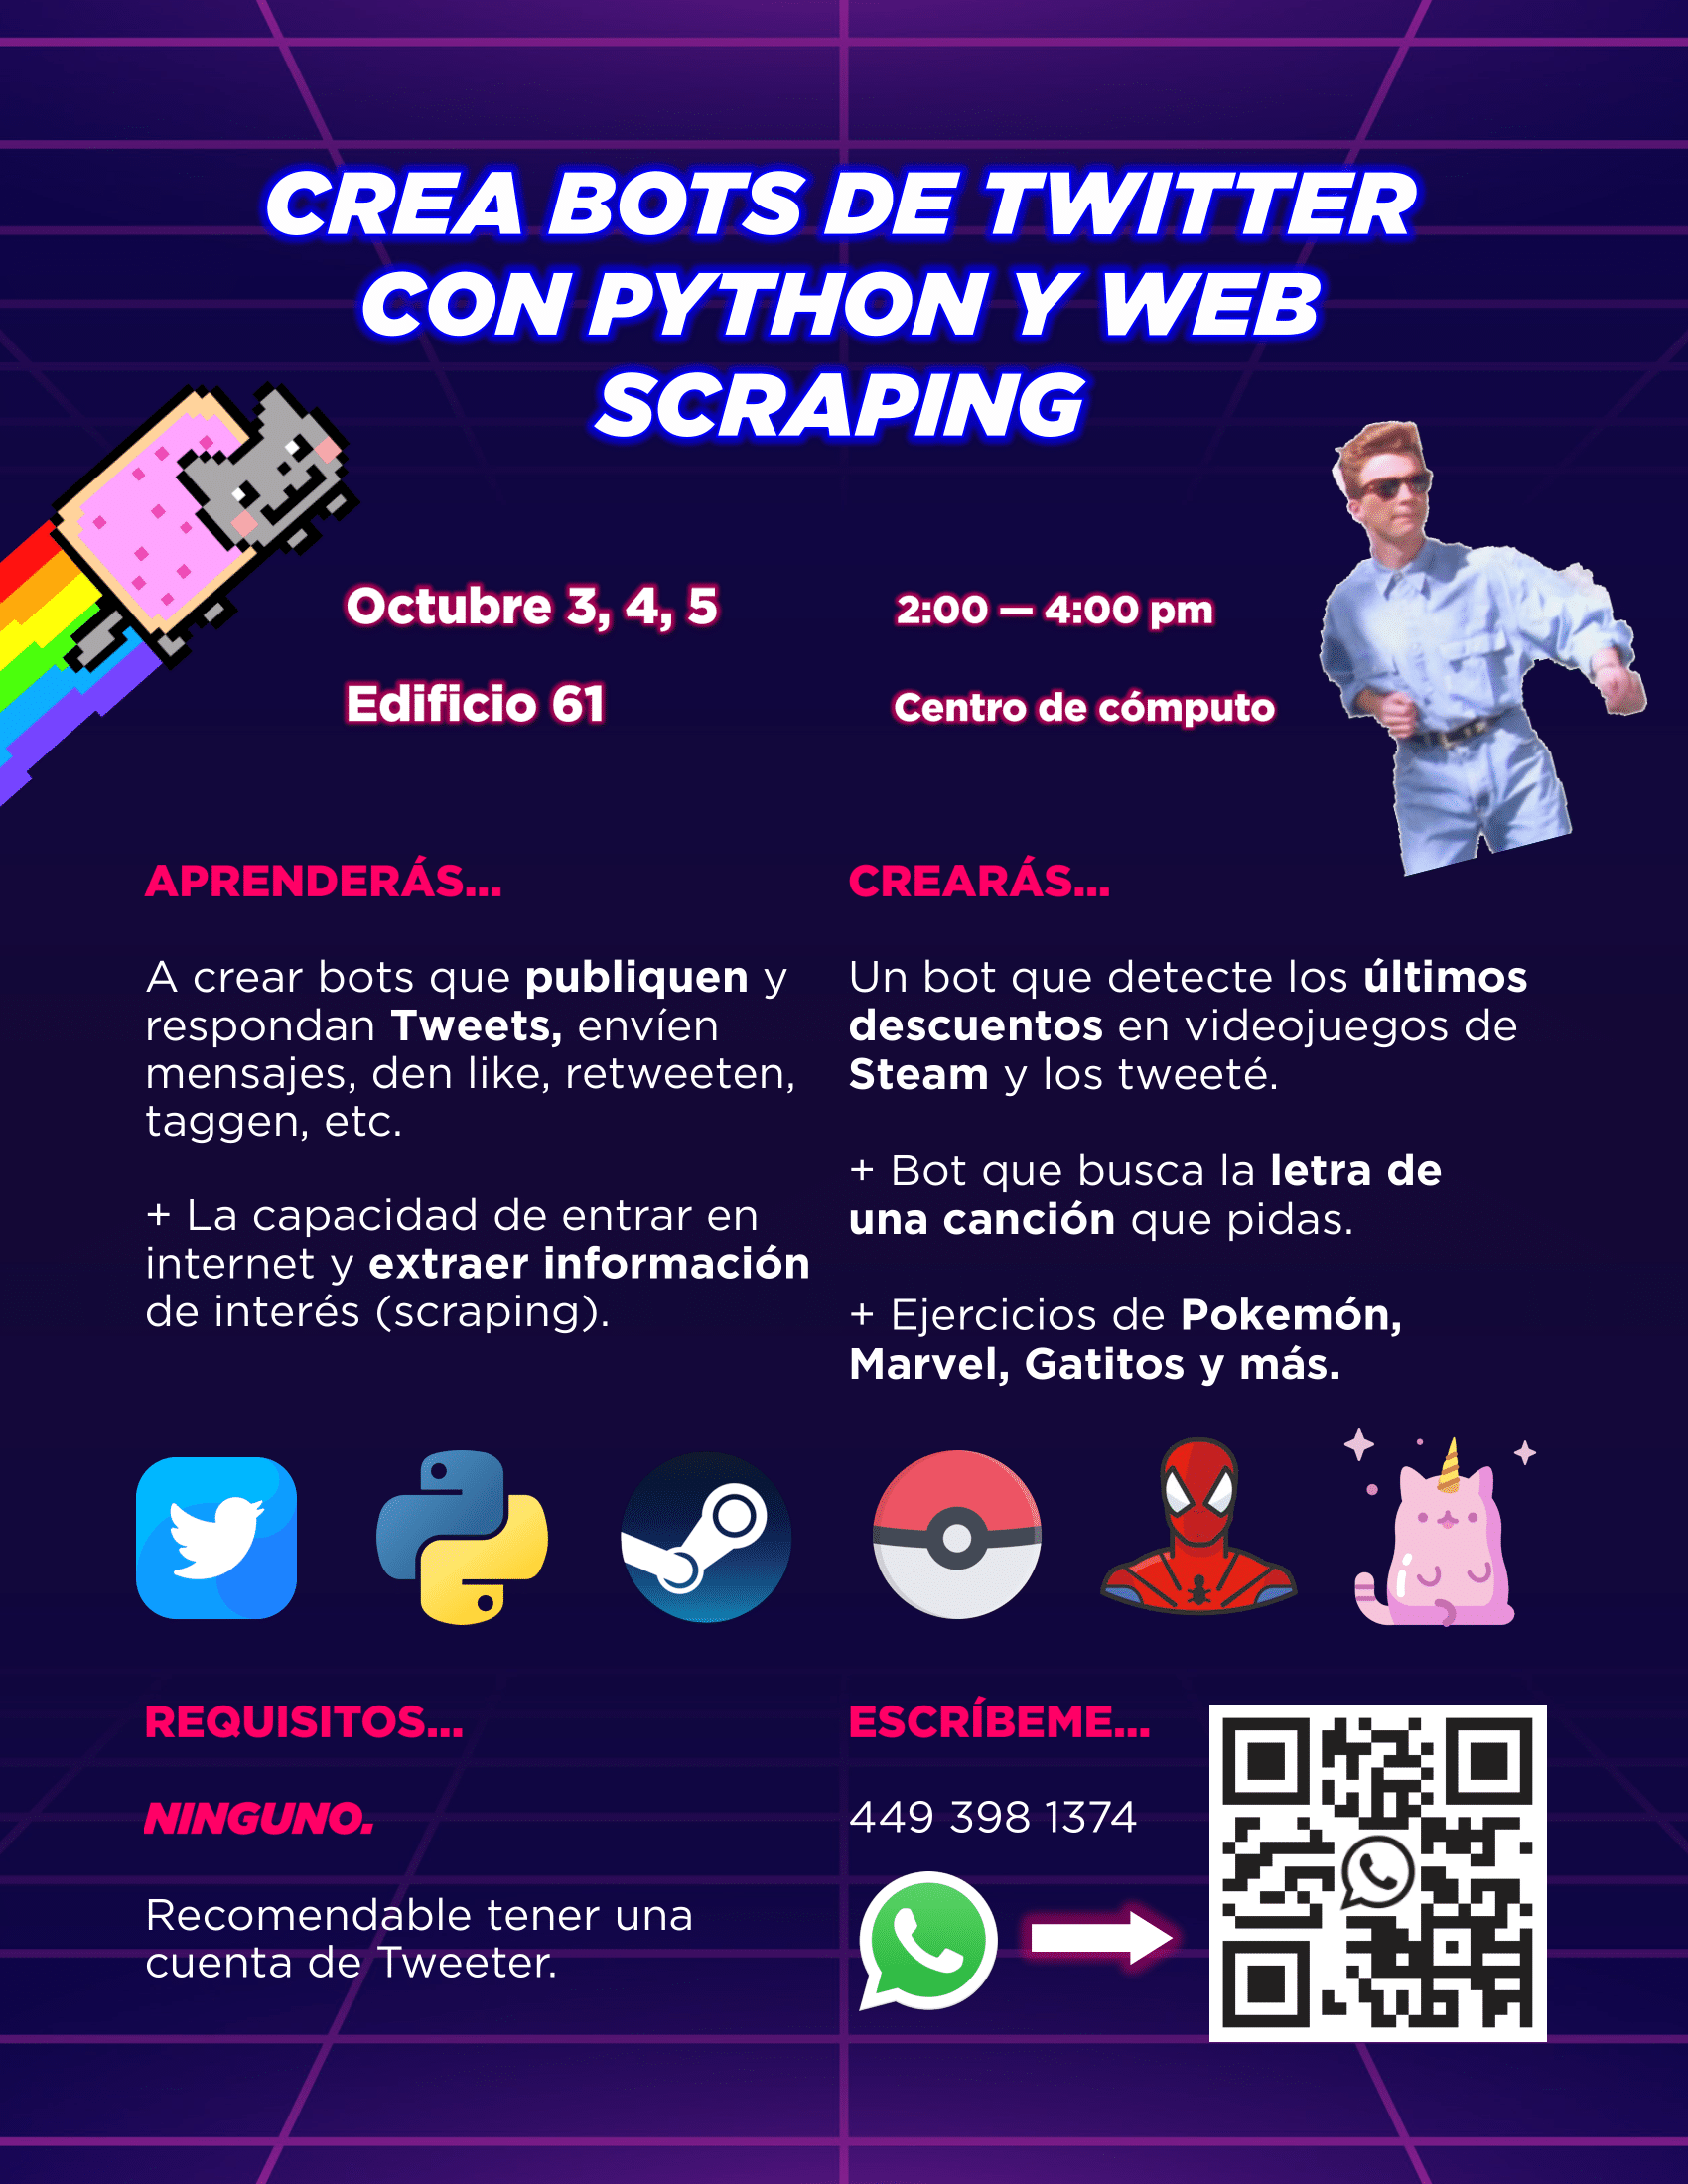 CREA BOTS DE TWITTER
CON PYTHON Y WEB
SCRAPING
Octubre 3, 4, 5
2:00 — 4:00 pm
Edificio 61
Centro de cómputo
APRENDERÁS...
A crear bots que publiquen y
respondan Tweets, envíen
mensajes, den like, retweeten,
taggen, etc.
+ La capacidad de entrar en
internet y extraer información
de interés (scraping).
CREARÁS...
Un bot que detecte los últimos
descuentos en videojuegos de
Steam y los tweeté.
+ Bot que busca la letra de
una canción que pidas.
+ Ejercicios de Pokemón,
Marvel, Gatitos y más.
REQUISITOS...
NINGUNO.
Recomendable tener una
cuenta de Tweeter.
ESCRÍBEME...
449 398 1374